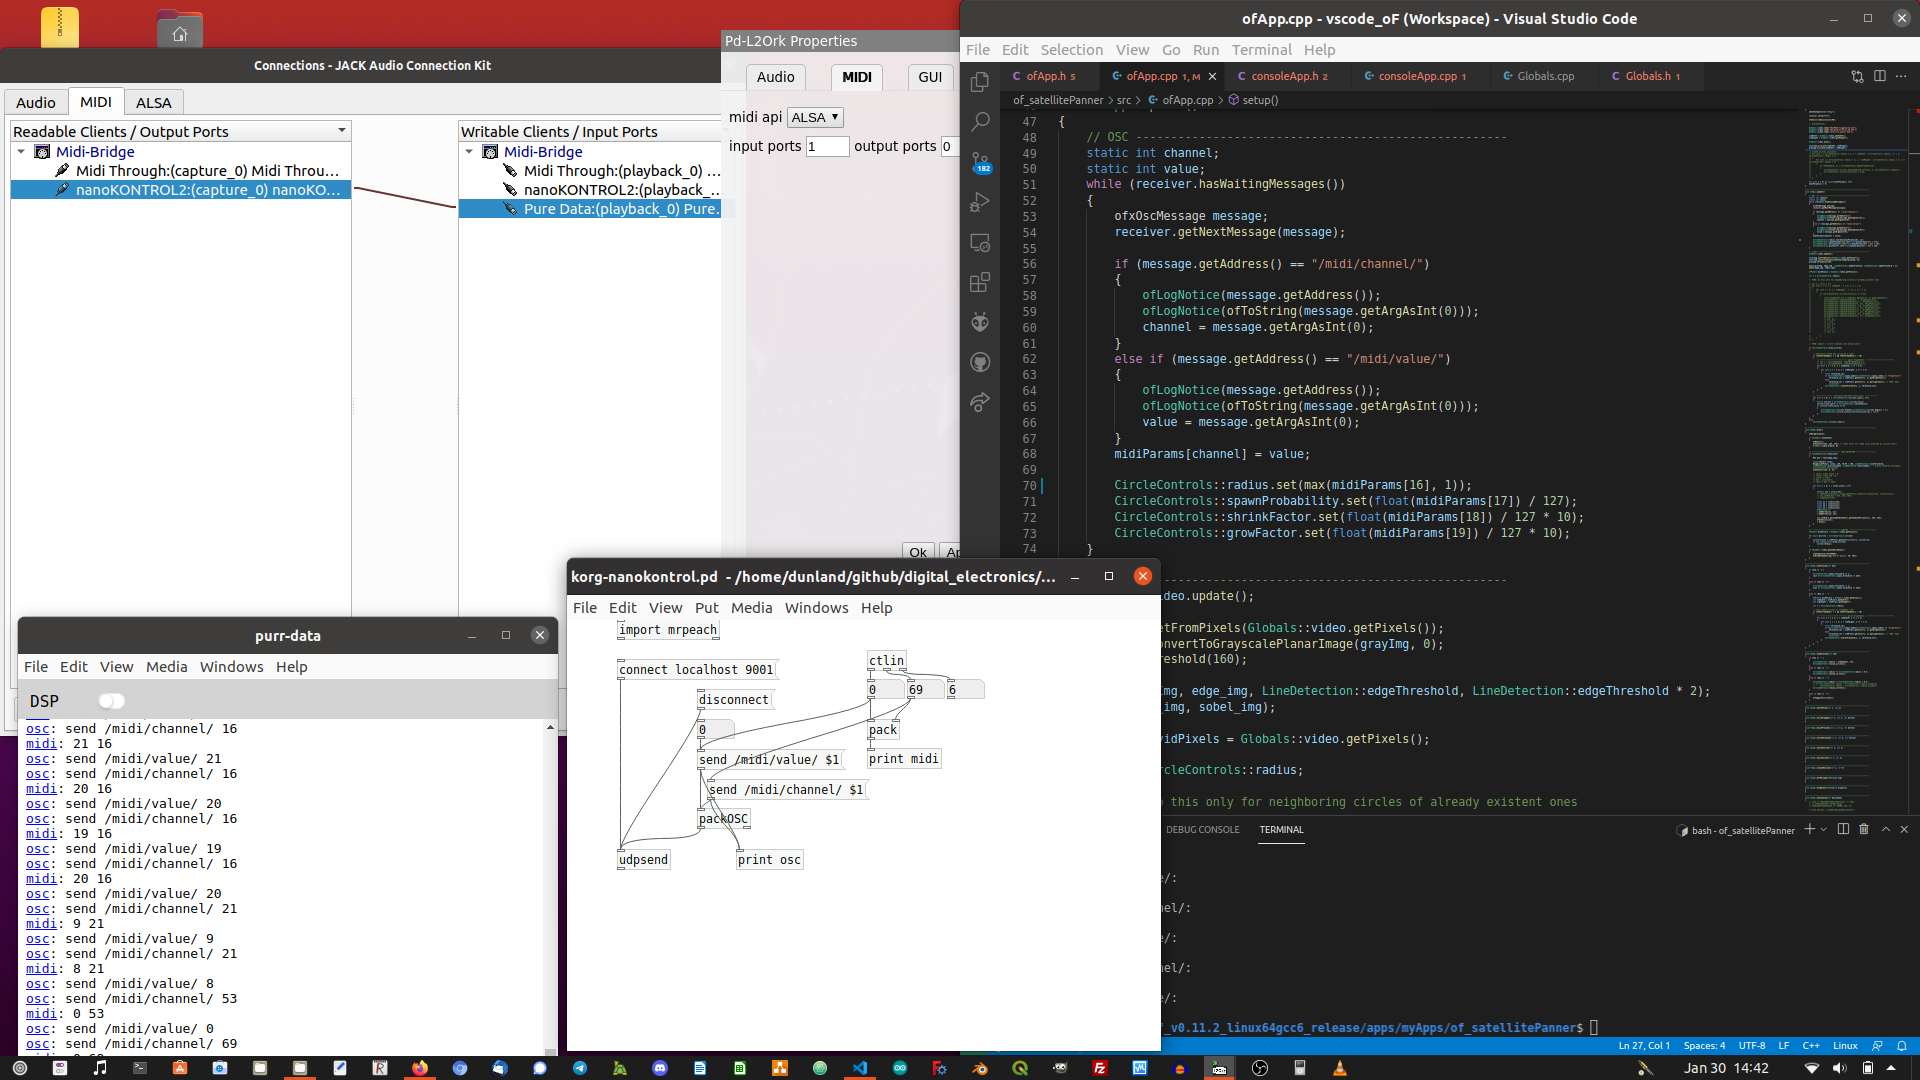 Connections - JACK Audio Connection Kit
Audio
MIDI
ALSA
Readable Clients / Output Ports
Midi-Bridge
Midi Through:(capture_0) Midi Throu...
nanoKONTROL2:(capture_0) nanoKO...
Writable Clients / Input Ports
Midi-Bridge
Midi Through:(playback_0) ...
nanoKONTROL2:(playback_...
Pure Data:(playback_0) Pure.
Pd-L2Ork Properties
Audio
MIDI
GUI
midi api ALSA
input ports 1 output ports 0
Ok
Ap
ofApp.cpp - vscode_oF (Workspace) - Visual Studio Code
File Edit Selection View Go Run Terminal Help
ofApp.h 5
ofApp.cpp 1, M
consoleApp.h 2
consoleApp.cpp 1
Globals.cpp
Globals.h 1
of_satellitePanner > src > ofApp.cpp > setup()
182
47 {
48 // OSC -----------------------------------------------------
49 static int channel;
50 static int value;
51 while (receiver.hasWaitingMessages())
52 {
53 ofxOscMessage message;
54 receiver.getNextMessage(message);
55
56 if (message.getAddress() == "/midi/channel/")
57 {
58 ofLogNotice(message.getAddress());
59 ofLogNotice(ofToString(message.getArgAsInt(0)));
60 channel = message.getArgAsInt(0);
61 }
62 else if (message.getAddress() == "/midi/value/")
63 {
64 ofLogNotice(message.getAddress());
65 ofLogNotice(ofToString(message.getArgAsInt(0)));
66 value = message.getArgAsInt(0);
67 }
68 midiParams[channel] = value;
69
70 CircleControls::radius.set(max(midiParams[16], 1));
71 CircleControls::spawnProbability.set(float(midiParams[17]) / 127);
72 CircleControls::shrinkFactor.set(float(midiParams[18]) / 127 * 10);
73 CircleControls::growFactor.set(float(midiParams[19]) / 127 * 10);
74 }
-------------------------------------------------
deo.update();
etFromPixels(Globals::video.getPixels());
onvertToGrayscalePlanarImage(grayImg, 0);
reshold(160);
mg, edge_img, LineDetection::edgeThreshold, LineDetection::edgeThreshold * 2);
_img, sobel_img);
vidPixels = Globals::video.getPixels();
rcleControls::radius;
o this only for neighboring circles of already existent ones
DEBUG CONSOLE
TERMINAL
bash - of_satellitePanner
e/:
nel/:
e/:
nel/:
e/:
f_v0.11.2_linux64gcc6_release/apps/myApps/of_satellitePanner$
Ln 27, Col 1
Spaces: 4
UTF-8
LF
C++
Linux
korg-nanokontrol.pd - /home/dunland/github/digital_electronics/...
File Edit View Put Media Windows Help
import mrpeach
connect localhost 9001
disconnect
0
send /midi/value/ $1
send /midi/channel/ $1
packOSC
udpsend
print osc
ctlin
0
69
6
pack
print midi
purr-data
File Edit View Media Windows Help
DSP
osc: send /midi/channel/ 16
midi: 21 16
osc: send /midi/value/ 21
osc: send /midi/channel/ 16
midi: 20 16
osc: send /midi/value/ 20
osc: send /midi/channel/ 16
midi: 19 16
osc: send /midi/value/ 19
osc: send /midi/channel/ 16
midi: 20 16
osc: send /midi/value/ 20
osc: send /midi/channel/ 21
midi: 9 21
osc: send /midi/value/ 9
osc: send /midi/channel/ 21
midi: 8 21
osc: send /midi/value/ 8
osc: send /midi/channel/ 53
midi: 0 53
osc: send /midi/value/ 0
osc: send /midi/channel/ 69
midi: 0 69
Jan 30 14:42